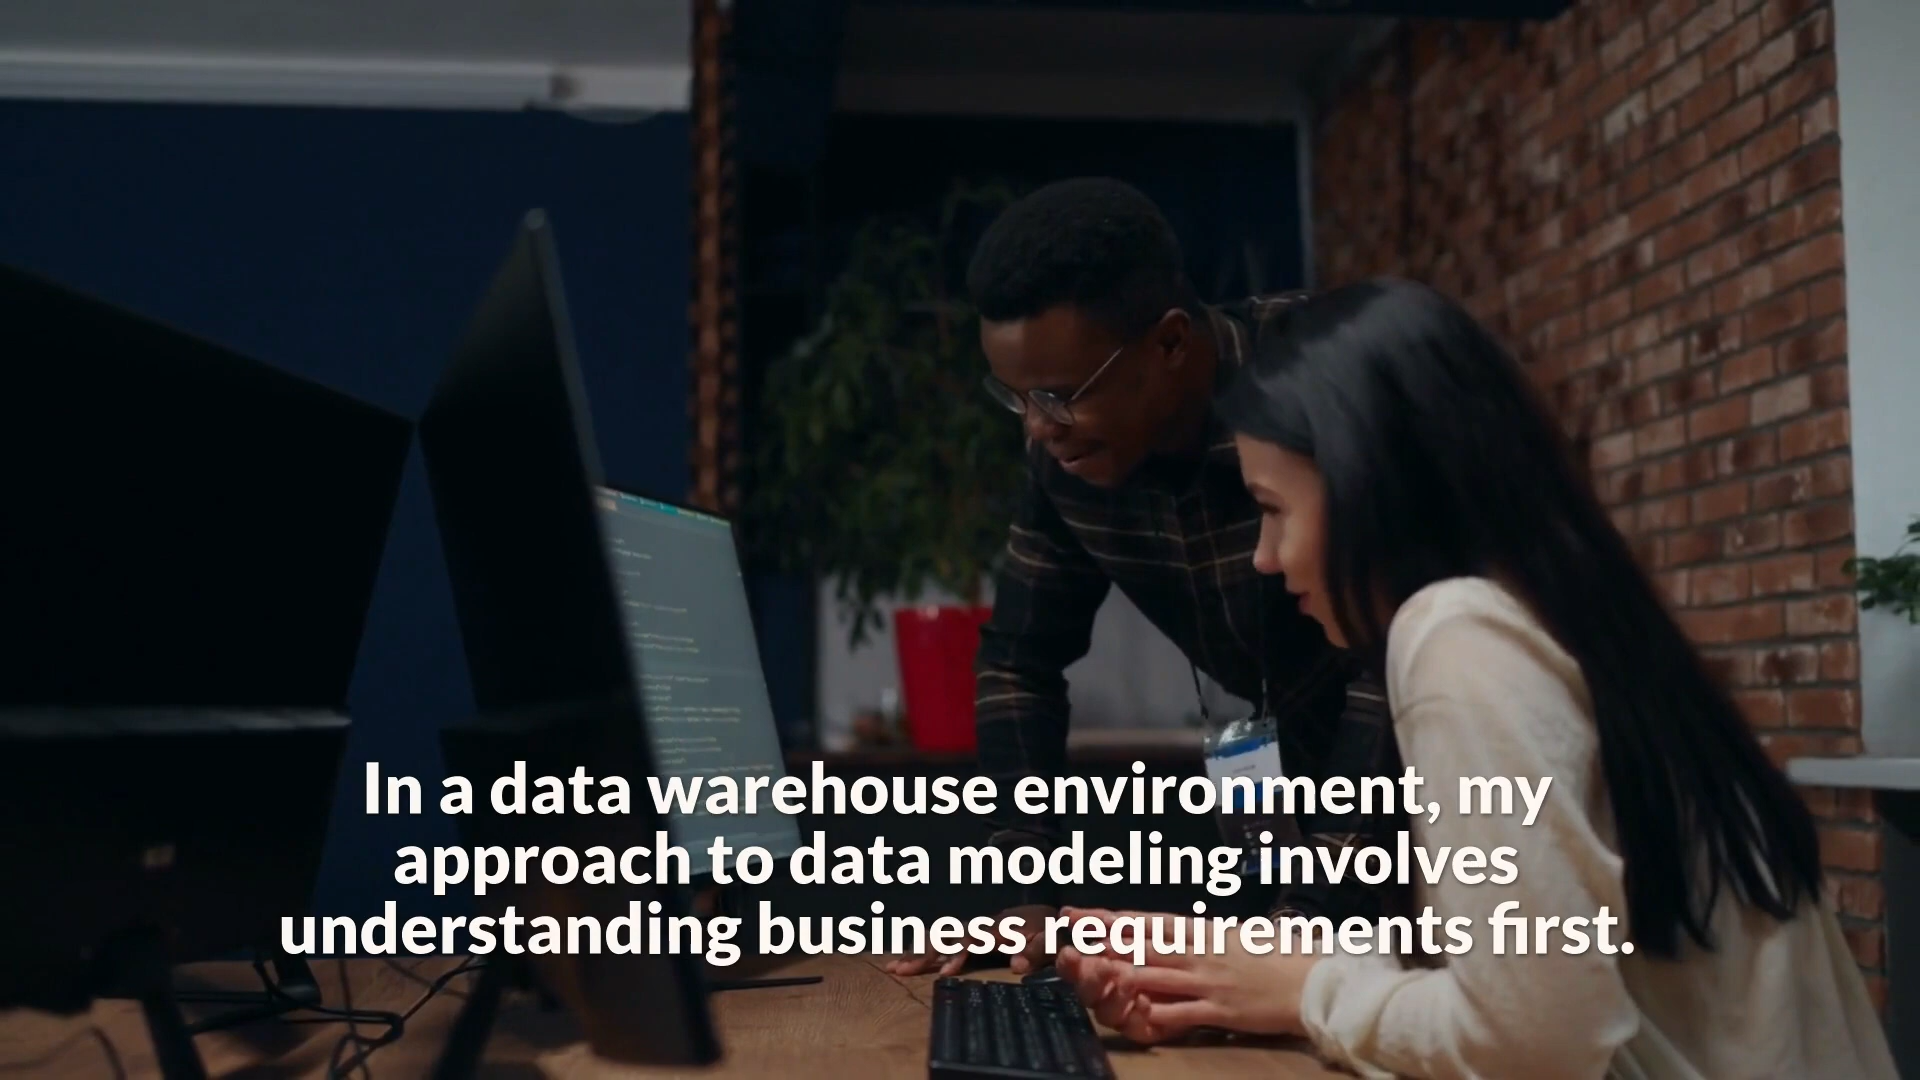 In a data warehouse environment, my
approach to data modeling involves
understanding business requirements first.